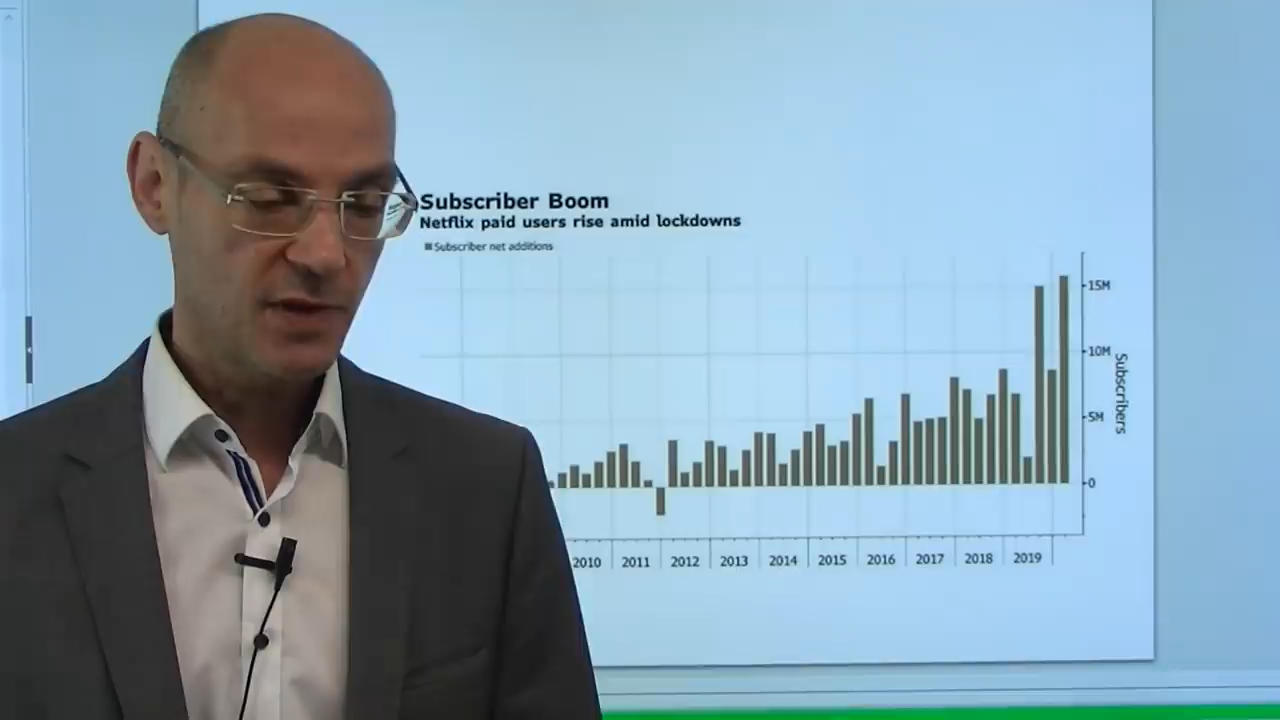 Subscriber Boom
Netflix paid users rise amid lockdowns
Subscriber net additions
15M
10M
5M
0
Subscribers
2010 2011 2012 2013 2014 2015 2016 2017 2018 2019